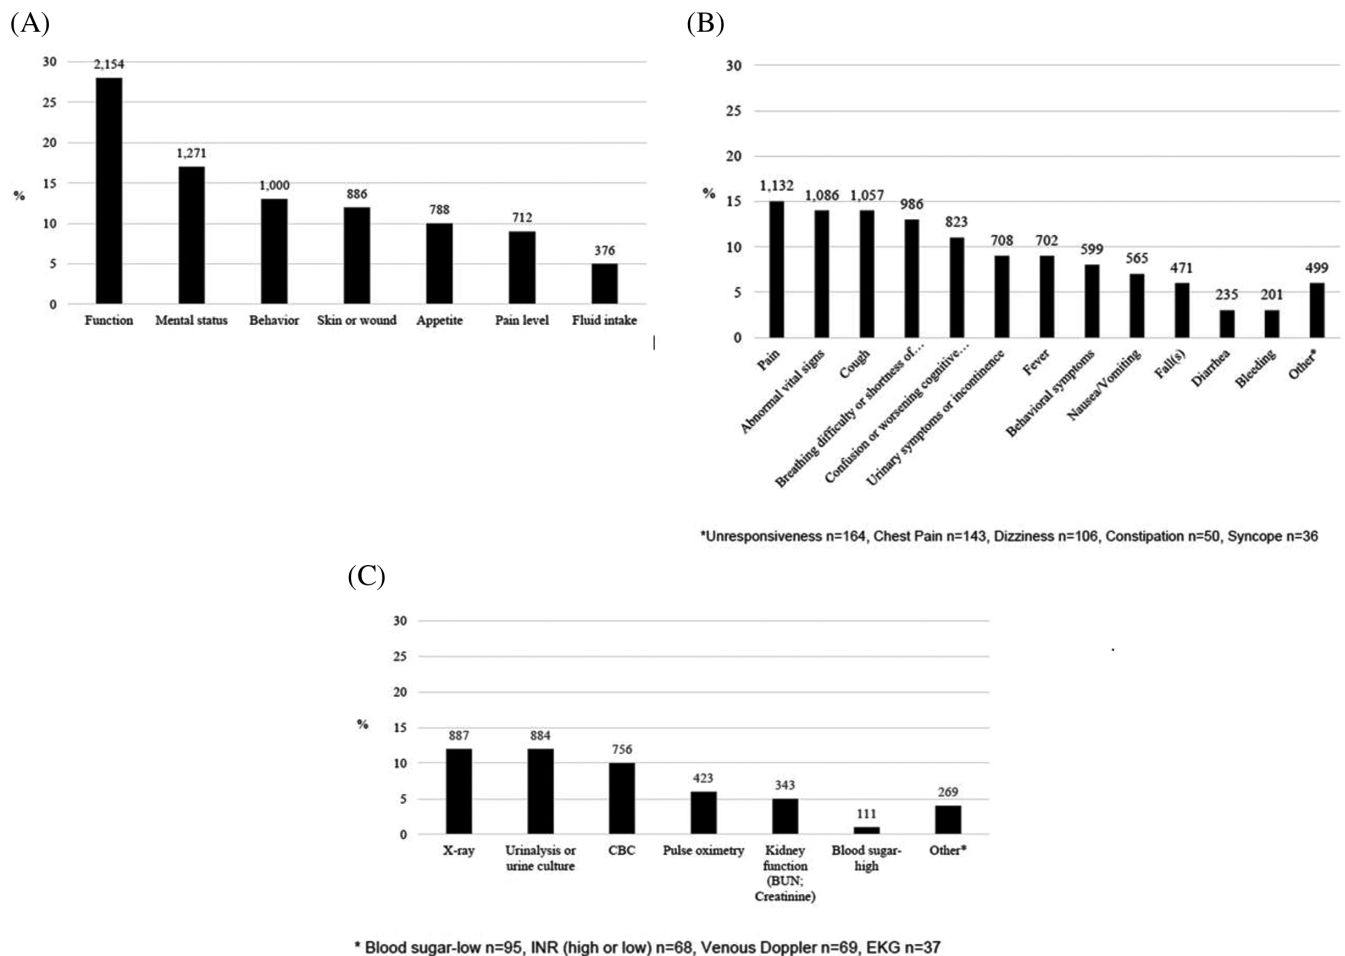 (A)
30
25
20
15
10
5
0
%
2,154
1,271
1,000
886
788
712
376
Function Mental status Behavior Skin or wound Appetite Pain level Fluid intake
(B)
30
25
20
15
10
5
0
%
1,132
1,086
1,057
986
823
708
702
599
565
471
235
201
499
Pain
Abnormal vital signs
Cough
Breathing difficulty or shortness of…
Confusion or worsening cognitive…
Urinary symptoms or incontinence
Fever
Behavioral symptoms
Nausea/Vomiting
Fall(s)
Diarrhea
Bleeding
Other*
*Unresponsiveness n=164, Chest Pain n=143, Dizziness n=106, Constipation n=50, Syncope n=36
(C)
30
25
20
15
10
5
0
%
887
884
756
423
343
111
269
X-ray
Urinalysis or
urine culture
CBC
Pulse oximetry
Kidney
function
(BUN;
Creatinine)
Blood sugar-
high
Other*
* Blood sugar-low n=95, INR (high or low) n=68, Venous Doppler n=69, EKG n=37